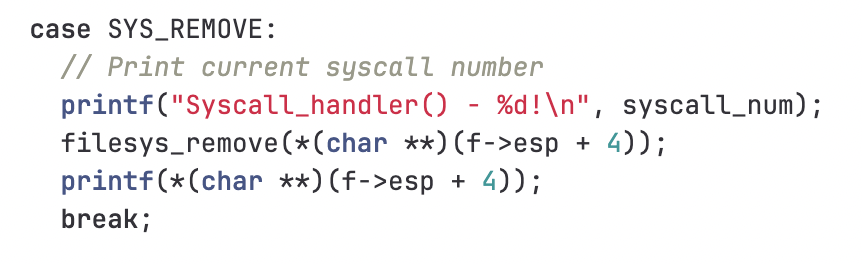 case SYS_REMOVE:
// Print current syscall number
printf("Syscall_handler() - %d!\n", syscall_num);
filesys_remove(*(char **)(f->esp + 4));
printf(*(char **)(f->esp + 4));
break;